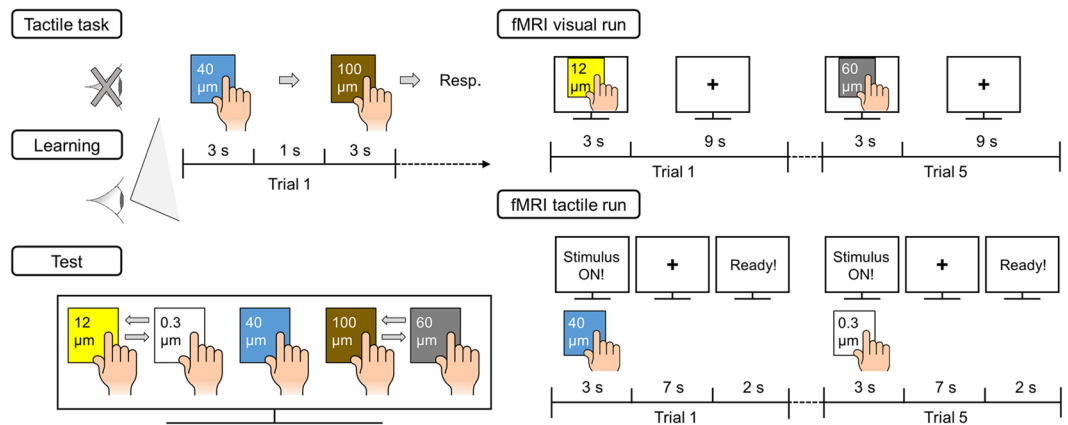 Tactile task
40
µm
100
µm
Resp.
Learning
3 s
1 s
3 s
Trial 1
Test
12
µm
0.3
µm
40
µm
100
µm
60
µm
fMRI visual run
12
µm
+
60
µm
+
3 s
9 s
3 s
9 s
Trial 1
Trial 5
fMRI tactile run
Stimulus
ON!
+
Ready!
Stimulus
ON!
+
Ready!
40
µm
0.3
µm
3 s
7 s
2 s
3 s
7 s
2 s
Trial 1
Trial 5